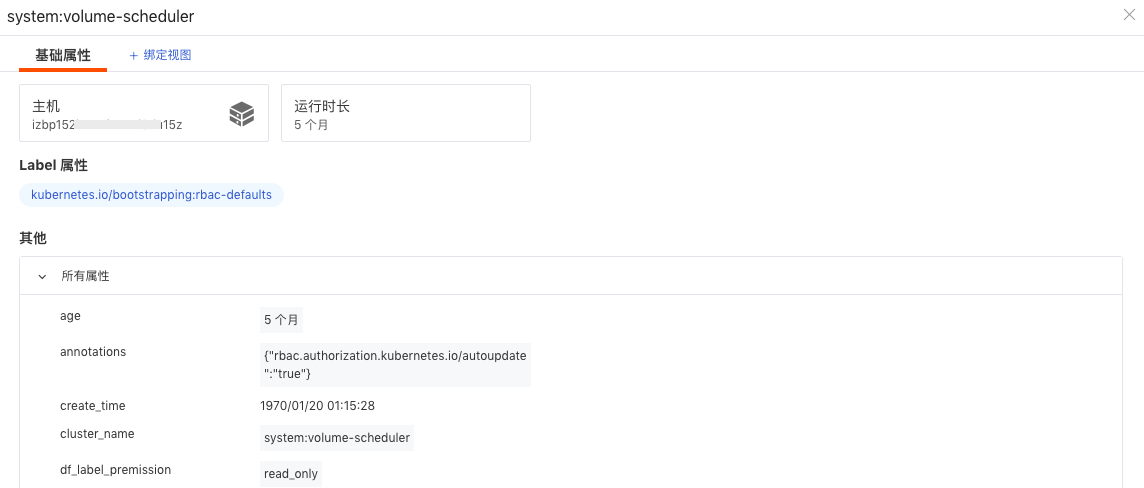 system:volume-scheduler
基础属性
+ 绑定视图
主机
izbp152
15z
运行时长
5 个月
Label 属性
kubernetes.io/bootstrapping:rbac-defaults
其他
所有属性
age
5 个月
annotations
{"rbac.authorization.kubernetes.io/autoupdate
":"true"}
create_time
1970/01/20 01:15:28
cluster_name
system:volume-scheduler
df_label_premission
read_only